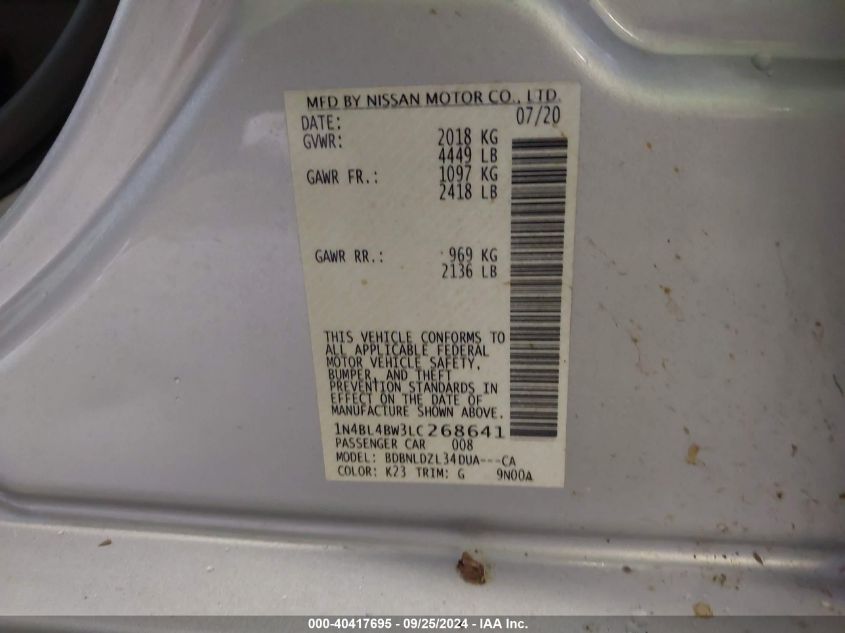 MFD BY NISSAN MOTOR CO., LTD.
DATE: 07/20
GVWR: 2018 KG
4449 LB
GAWR FR.: 1097 KG
2418 LB
GAWR RR.: 969 KG
2136 LB
THIS VEHICLE CONFORMS TO
ALL APPLICABLE FEDERAL
MOTOR VEHICLE SAFETY,
BUMPER, AND THEFT
PREVENTION STANDARDS IN
EFFECT ON THE DATE OF
MANUFACTURE SHOWN ABOVE.
1N4BL4BW3LC268641
PASSENGER CAR 008
MODEL: BDBNLDZL34DUA---CA
COLOR: K23 TRIM: G 9N00A
000-40417695 - 09/25/2024 - IAA Inc.